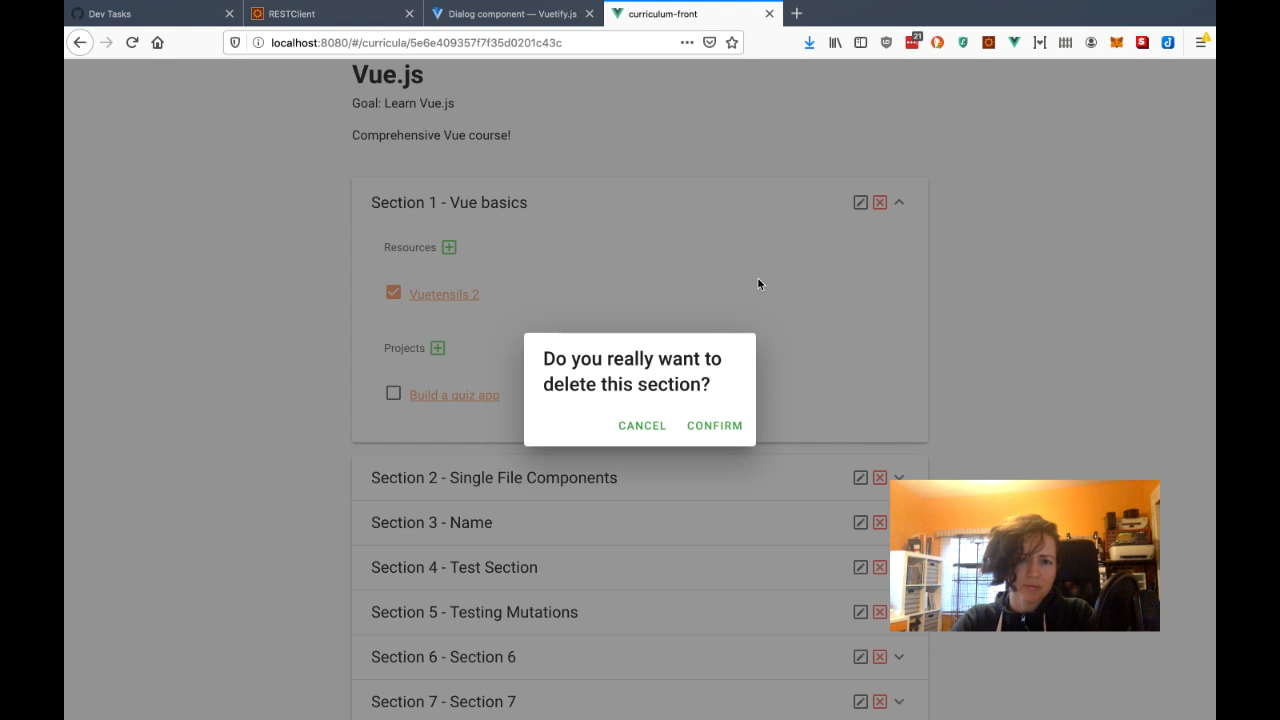 Dev Tasks
RESTClient
Dialog component — Vuetify.js
curriculum-front
localhost:8080/#/curricula/5e6e409357f7f35d0201c43c
21
Vue.js
Goal: Learn Vue.js
Comprehensive Vue course!
Section 1 - Vue basics
Resources
Vuetensils 2
Projects
Build a quiz app
Do you really want to
delete this section?
CANCEL CONFIRM
Section 2 - Single File Components
Section 3 - Name
Section 4 - Test Section
Section 5 - Testing Mutations
Section 6 - Section 6
Section 7 - Section 7